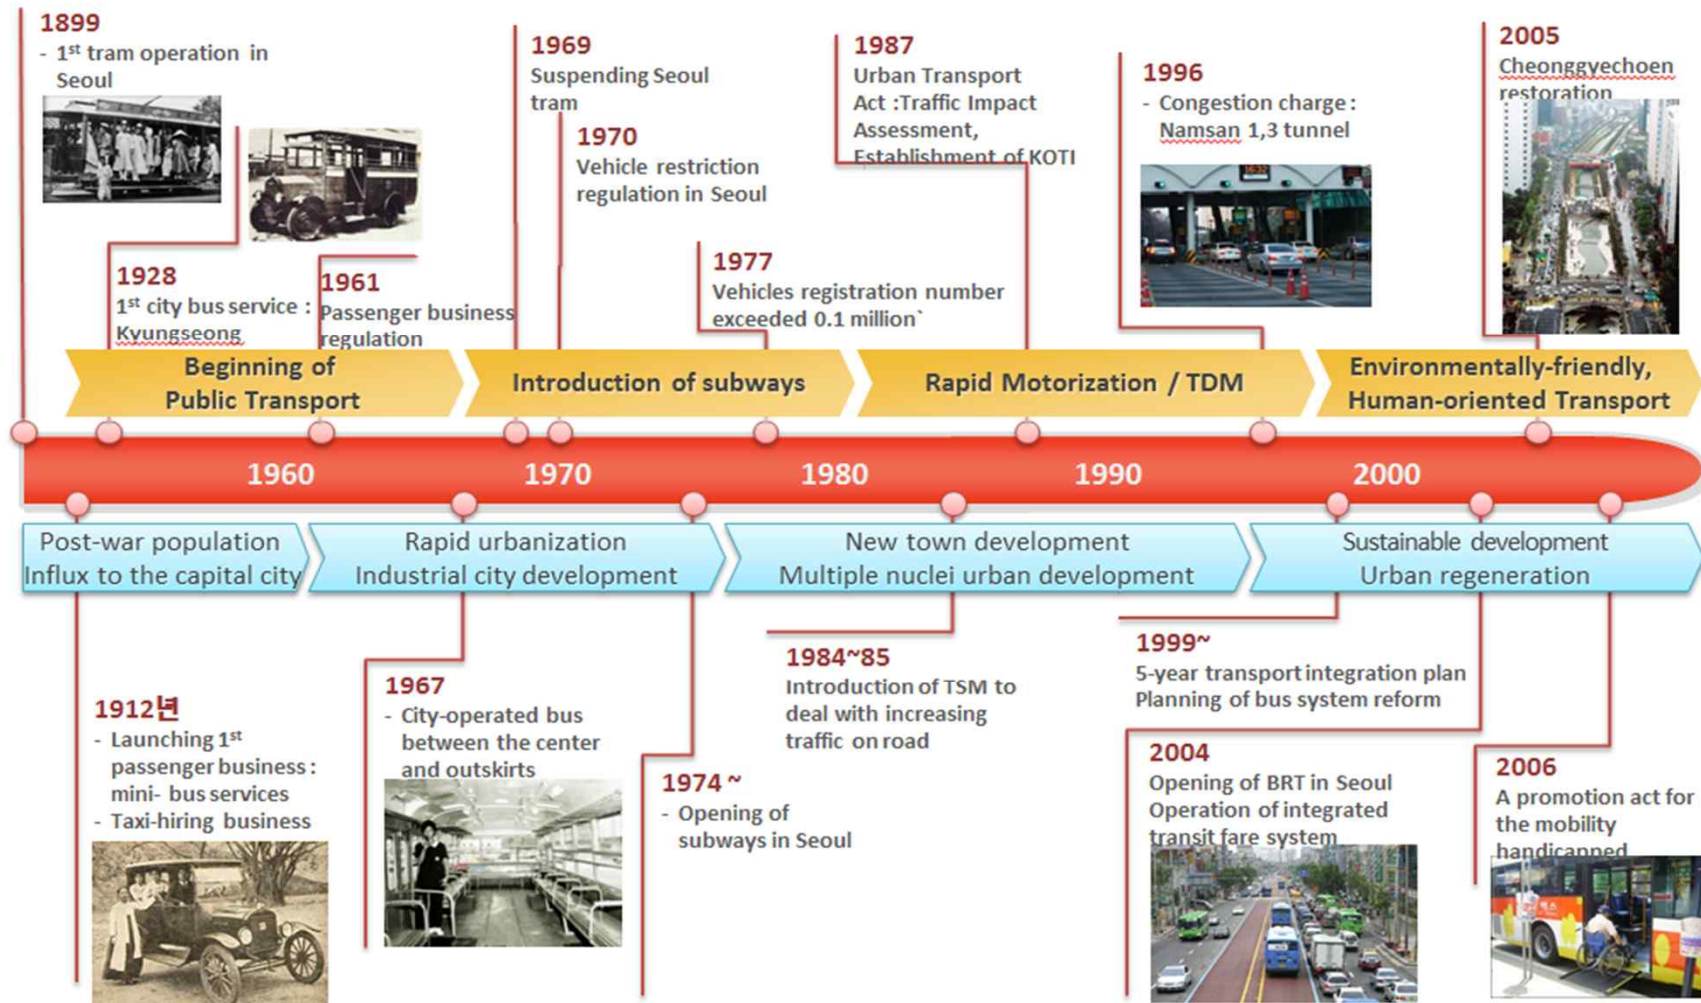 1899
- 1st tram operation in
Seoul
1928
1st city bus service :
Kyungseong
1961
Passenger business
regulation
1969
Suspending Seoul
tram
1970
Vehicle restriction
regulation in Seoul
1977
Vehicles registration number
exceeded 0.1 million`
1987
Urban Transport
Act :Traffic Impact
Assessment,
Establishment of KOTI
1996
- Congestion charge :
Namsan 1,3 tunnel
2005
Cheonggyechoen
restoration
Beginning of
Public Transport
Introduction of subways
Rapid Motorization / TDM
Environmentally-friendly,
Human-oriented Transport
1960
1970
1980
1990
2000
Post-war population
Influx to the capital city
Rapid urbanization
Industrial city development
New town development
Multiple nuclei urban development
Sustainable development
Urban regeneration
1912년
- Launching 1st
passenger business :
mini- bus services
- Taxi-hiring business
1967
- City-operated bus
between the center
and outskirts
1974 ~
- Opening of
subways in Seoul
1984~85
Introduction of TSM to
deal with increasing
traffic on road
1999~
5-year transport integration plan
Planning of bus system reform
2004
Opening of BRT in Seoul
Operation of integrated
transit fare system
2006
A promotion act for
the mobility
handicapped